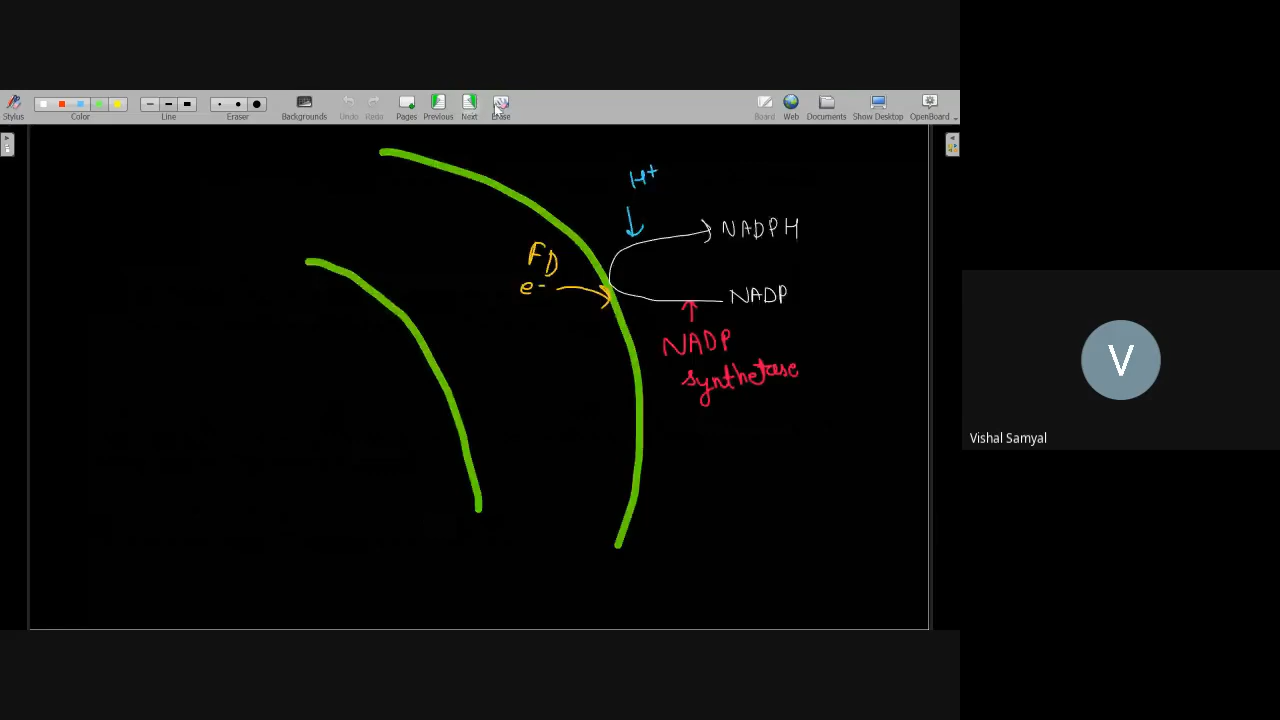 Stylus
Color
Line
Eraser
Backgrounds
Undo
Redo
Pages
Previous
Next
Erase
Board
Web
Documents
Show Desktop
OpenBoard
H+
NADPH
FD
e-
NADP
NADP
synthetase
V
Vishal Samyal